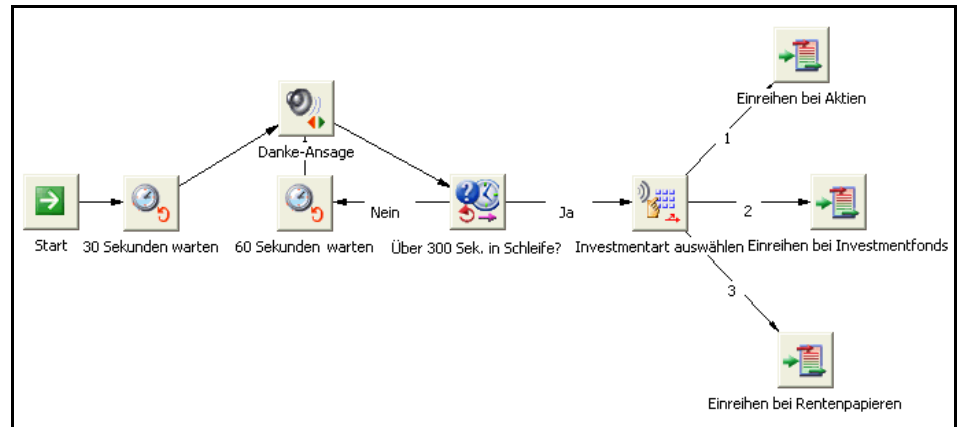 Einreihen bei Aktien
1
Danke-Ansage
Nein
Ja
2
Start
30 Sekunden warten
60 Sekunden warten
Über 300 Sek. in Schleife?
Investmentart auswählen
Einreihen bei Investmentfonds
3
Einreihen bei Rentenpapieren